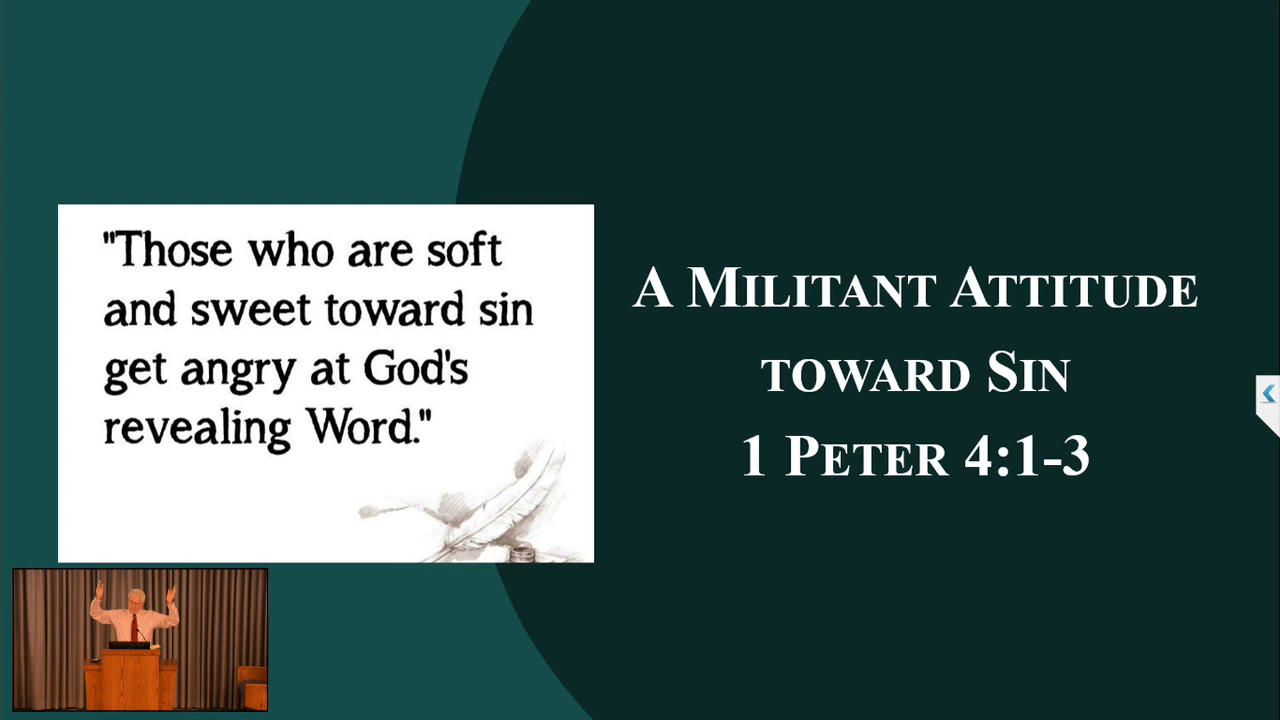 "Those who are soft
and sweet toward sin
get angry at God's
revealing Word."
A Militant Attitude
toward Sin
1 Peter 4:1-3